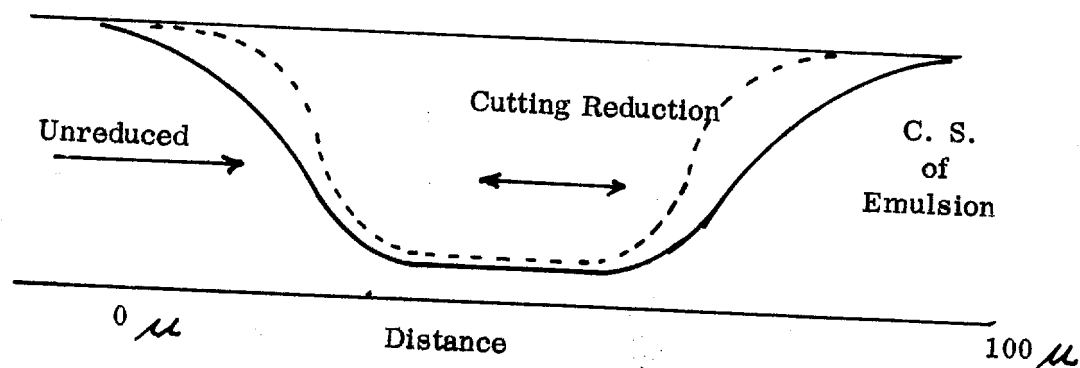 Cutting Reduction
Unreduced
C. S.
of
Emulsion
0 μ
Distance
100 μ